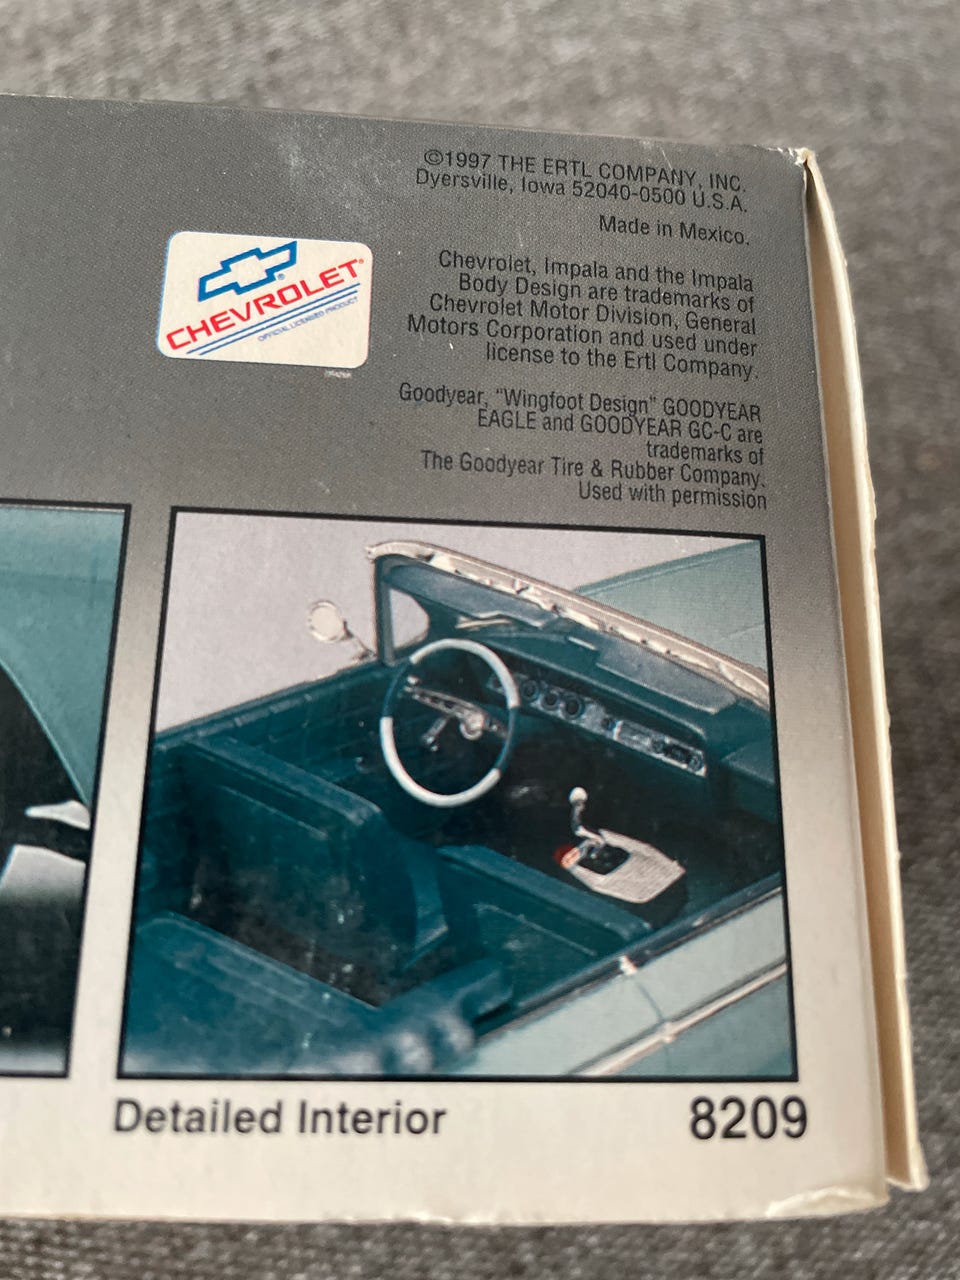 ©1997 THE ERTL COMPANY, INC.
Dyersville, Iowa 52040-0500 U.S.A.
Made in Mexico.
CHEVROLET®
OFFICIAL LICENSED PRODUCT
Chevrolet, Impala and the Impala
Body Design are trademarks of
Chevrolet Motor Division, General
Motors Corporation and used under
license to the Ertl Company.
Goodyear, “Wingfoot Design” GOODYEAR
EAGLE and GOODYEAR GC-C are
trademarks of
The Goodyear Tire & Rubber Company.
Used with permission
Detailed Interior
8209